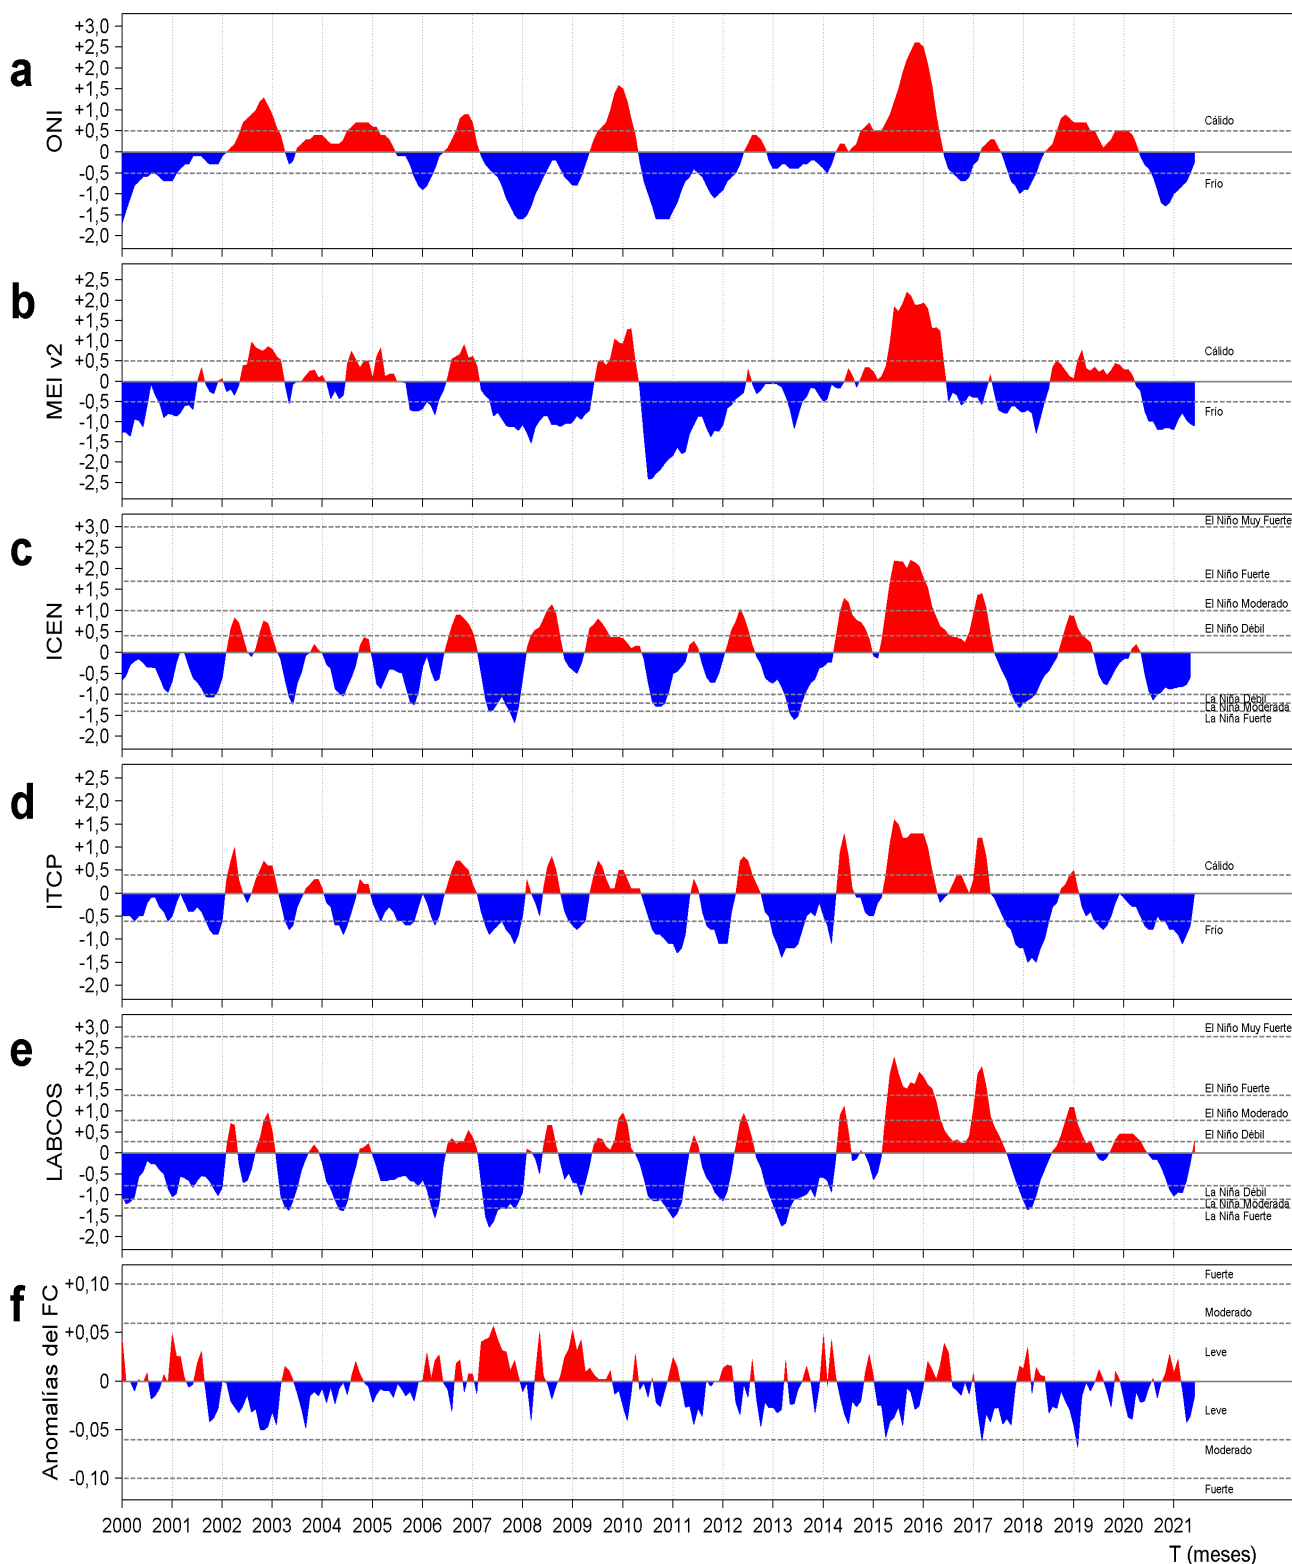 a
ONI
+3,0
+2,5
+2,0
+1,5
+1,0
+0,5
0
-0,5
-1,0
-1,5
-2,0
Cálido
Frío
b
MEI v2
+2,5
+2,0
+1,5
+1,0
+0,5
0
-0,5
-1,0
-1,5
-2,0
-2,5
Cálido
Frío
c
ICEN
+3,0
+2,5
+2,0
+1,5
+1,0
+0,5
0
-0,5
-1,0
-1,5
-2,0
El Niño Muy Fuerte
El Niño Fuerte
El Niño Moderado
El Niño Débil
La Niña Débil
La Niña Moderada
La Niña Fuerte
d
ITCP
+2,5
+2,0
+1,5
+1,0
+0,5
0
-0,5
-1,0
-1,5
-2,0
Cálido
Frío
e
LABCOS
+3,0
+2,5
+2,0
+1,5
+1,0
+0,5
0
-0,5
-1,0
-1,5
-2,0
El Niño Muy Fuerte
El Niño Fuerte
El Niño Moderado
El Niño Débil
La Niña Débil
La Niña Moderada
La Niña Fuerte
f
Anomalías del FC
+0,10
+0,05
0
-0,05
-0,10
Fuerte
Moderado
Leve
Leve
Moderado
Fuerte
2000 2001 2002 2003 2004 2005 2006 2007 2008 2009 2010 2011 2012 2013 2014 2015 2016 2017 2018 2019 2020 2021
T (meses)